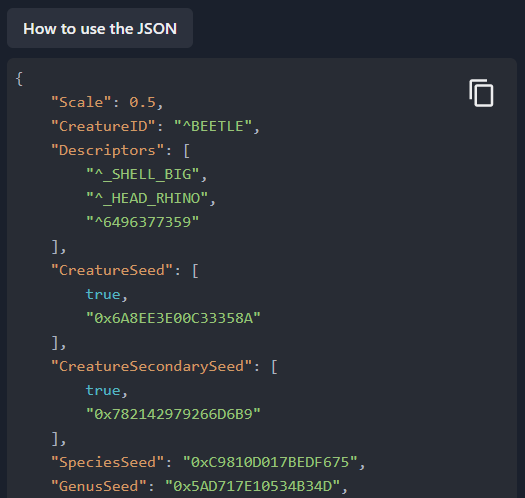 How to use the JSON
{
    "Scale": 0.5,
    "CreatureID": "^BEETLE",
    "Descriptors": [
        "^_SHELL_BIG",
        "^_HEAD_RHINO",
        "^6496377359"
    ],
    "CreatureSeed": [
        true,
        "0x6A8EE3E00C33358A"
    ],
    "CreatureSecondarySeed": [
        true,
        "0x782142979266D6B9"
    ],
    "SpeciesSeed": "0xC9810D017BEDF675",
    "GenusSeed": "0x5AD717E10534B34D",